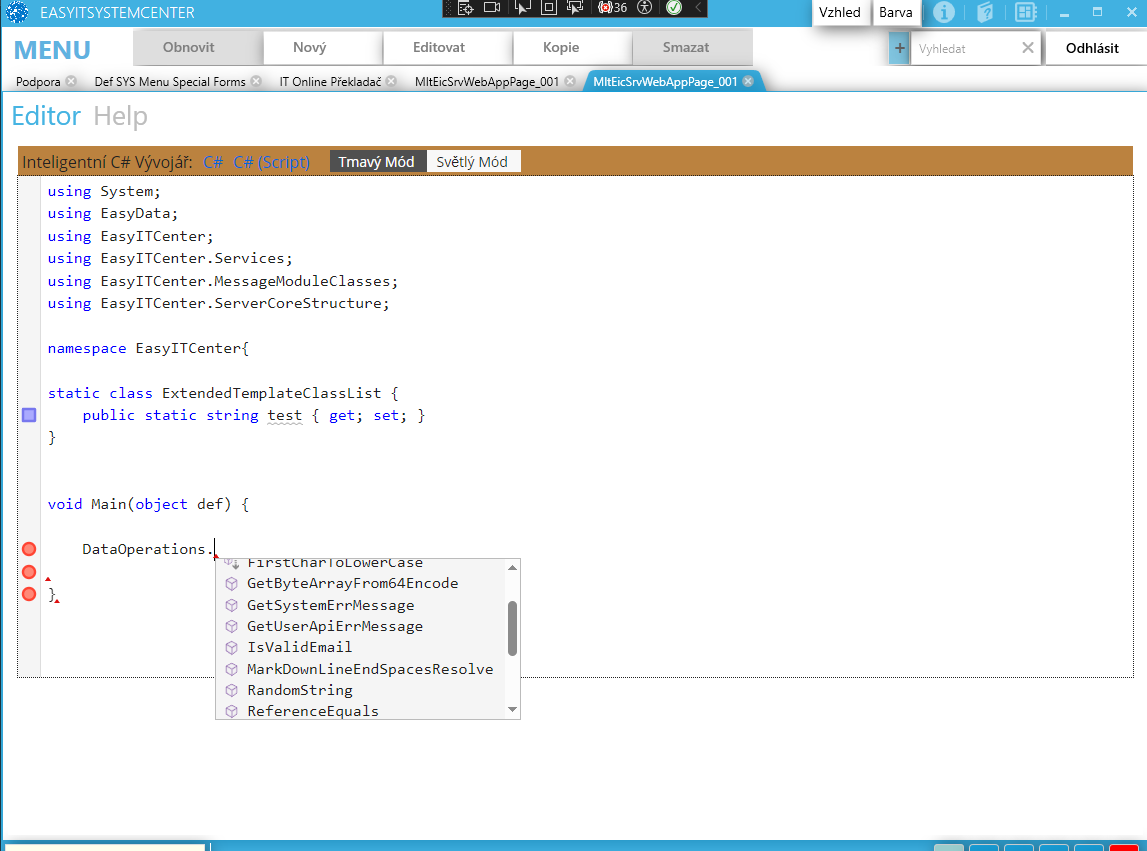 EASYITSYSTEMCENTER
36
Vzhled Barva
MENU Obnovit Nový Editovat Kopie Smazat + Vyhledat Odhlásit
Podpora Def SYS Menu Special Forms IT Online Překladač MltEicSrvWebAppPage_001 MltEicSrvWebAppPage_001
Editor Help
Inteligentní C# Vývojář: C# C# (Script) Tmavý Mód Světlý Mód
using System;
using EasyData;
using EasyITCenter;
using EasyITCenter.Services;
using EasyITCenter.MessageModuleClasses;
using EasyITCenter.ServerCoreStructure;
namespace EasyITCenter{
static class ExtendedTemplateClassList {
public static string test { get; set; }
}
void Main(object def) {
DataOperations.
FirstCharToLowerCase
GetByteArrayFrom64Encode
}
GetSystemErrMessage
GetUserApiErrMessage
IsValidEmail
MarkDownLineEndSpacesResolve
RandomString
ReferenceEquals